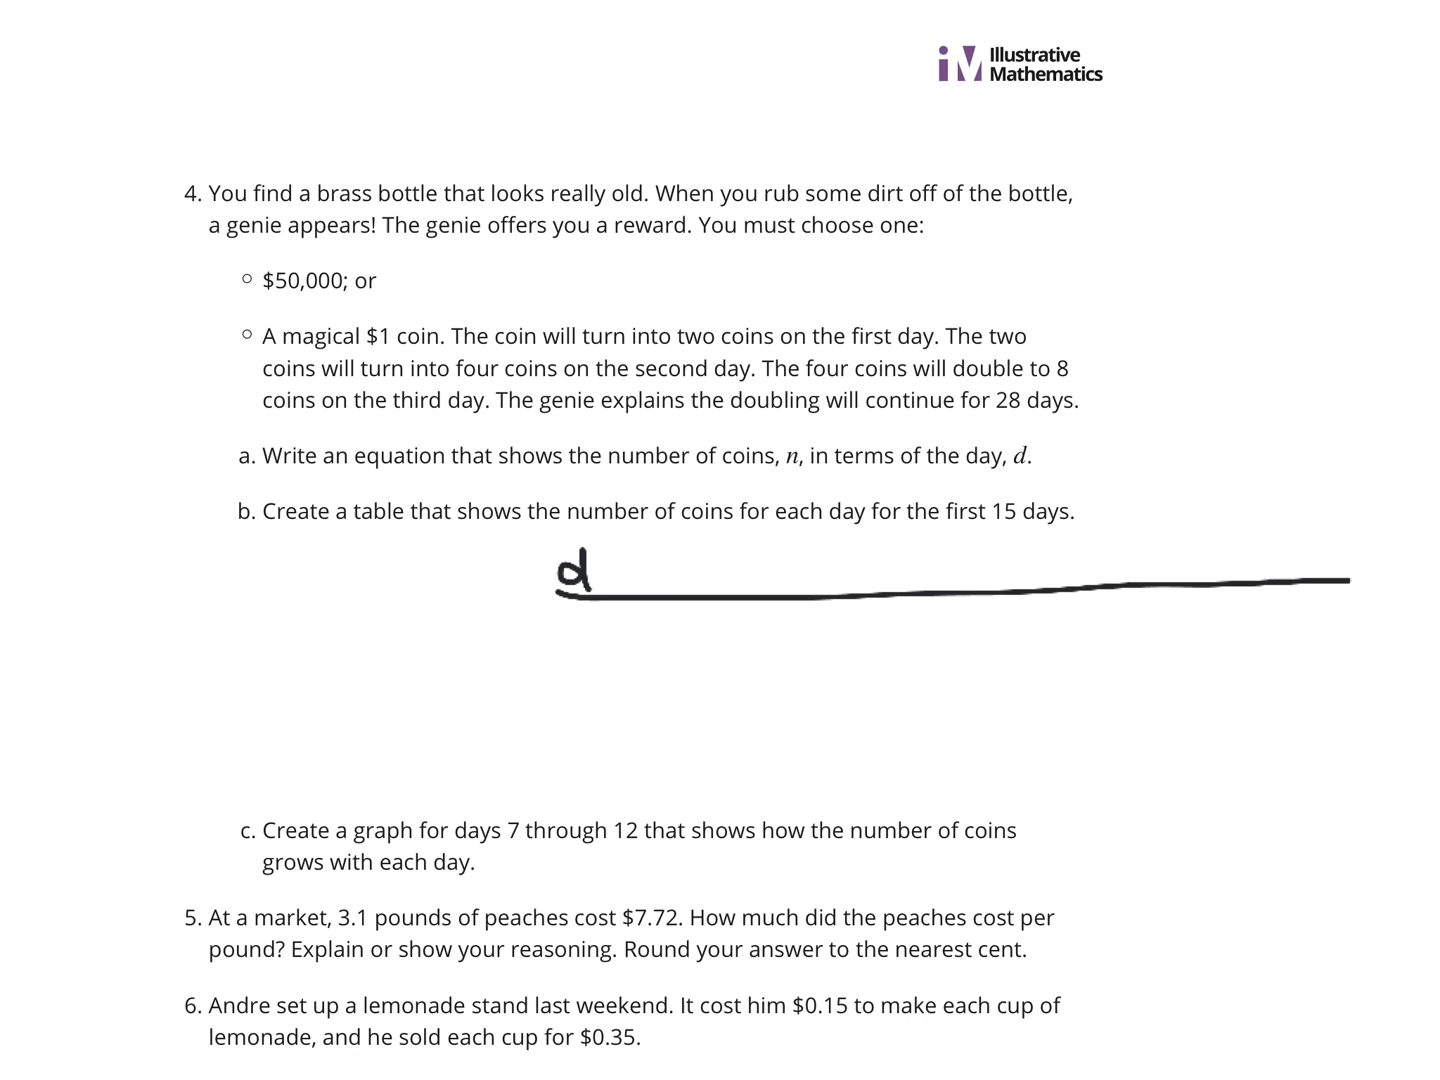 Illustrative
Mathematics
4. You find a brass bottle that looks really old. When you rub some dirt off of the bottle,
a genie appears! The genie offers you a reward. You must choose one:
○ $50,000; or
○ A magical $1 coin. The coin will turn into two coins on the first day. The two
coins will turn into four coins on the second day. The four coins will double to 8
coins on the third day. The genie explains the doubling will continue for 28 days.
a. Write an equation that shows the number of coins, n, in terms of the day, d.
b. Create a table that shows the number of coins for each day for the first 15 days.
d
c. Create a graph for days 7 through 12 that shows how the number of coins
grows with each day.
5. At a market, 3.1 pounds of peaches cost $7.72. How much did the peaches cost per
pound? Explain or show your reasoning. Round your answer to the nearest cent.
6. Andre set up a lemonade stand last weekend. It cost him $0.15 to make each cup of
lemonade, and he sold each cup for $0.35.